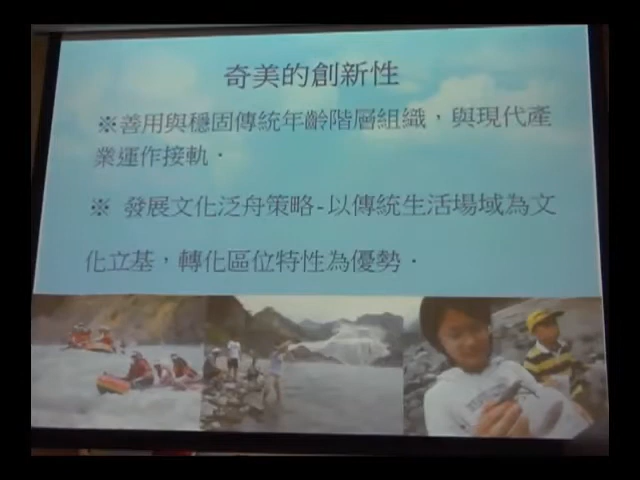 奇美的創新性
※善用與穩固傳統年齡階層組織，與現代產
業運作接軌．
※ 發展文化泛舟策略-以傳統生活場域為文
化立基，轉化區位特性為優勢．